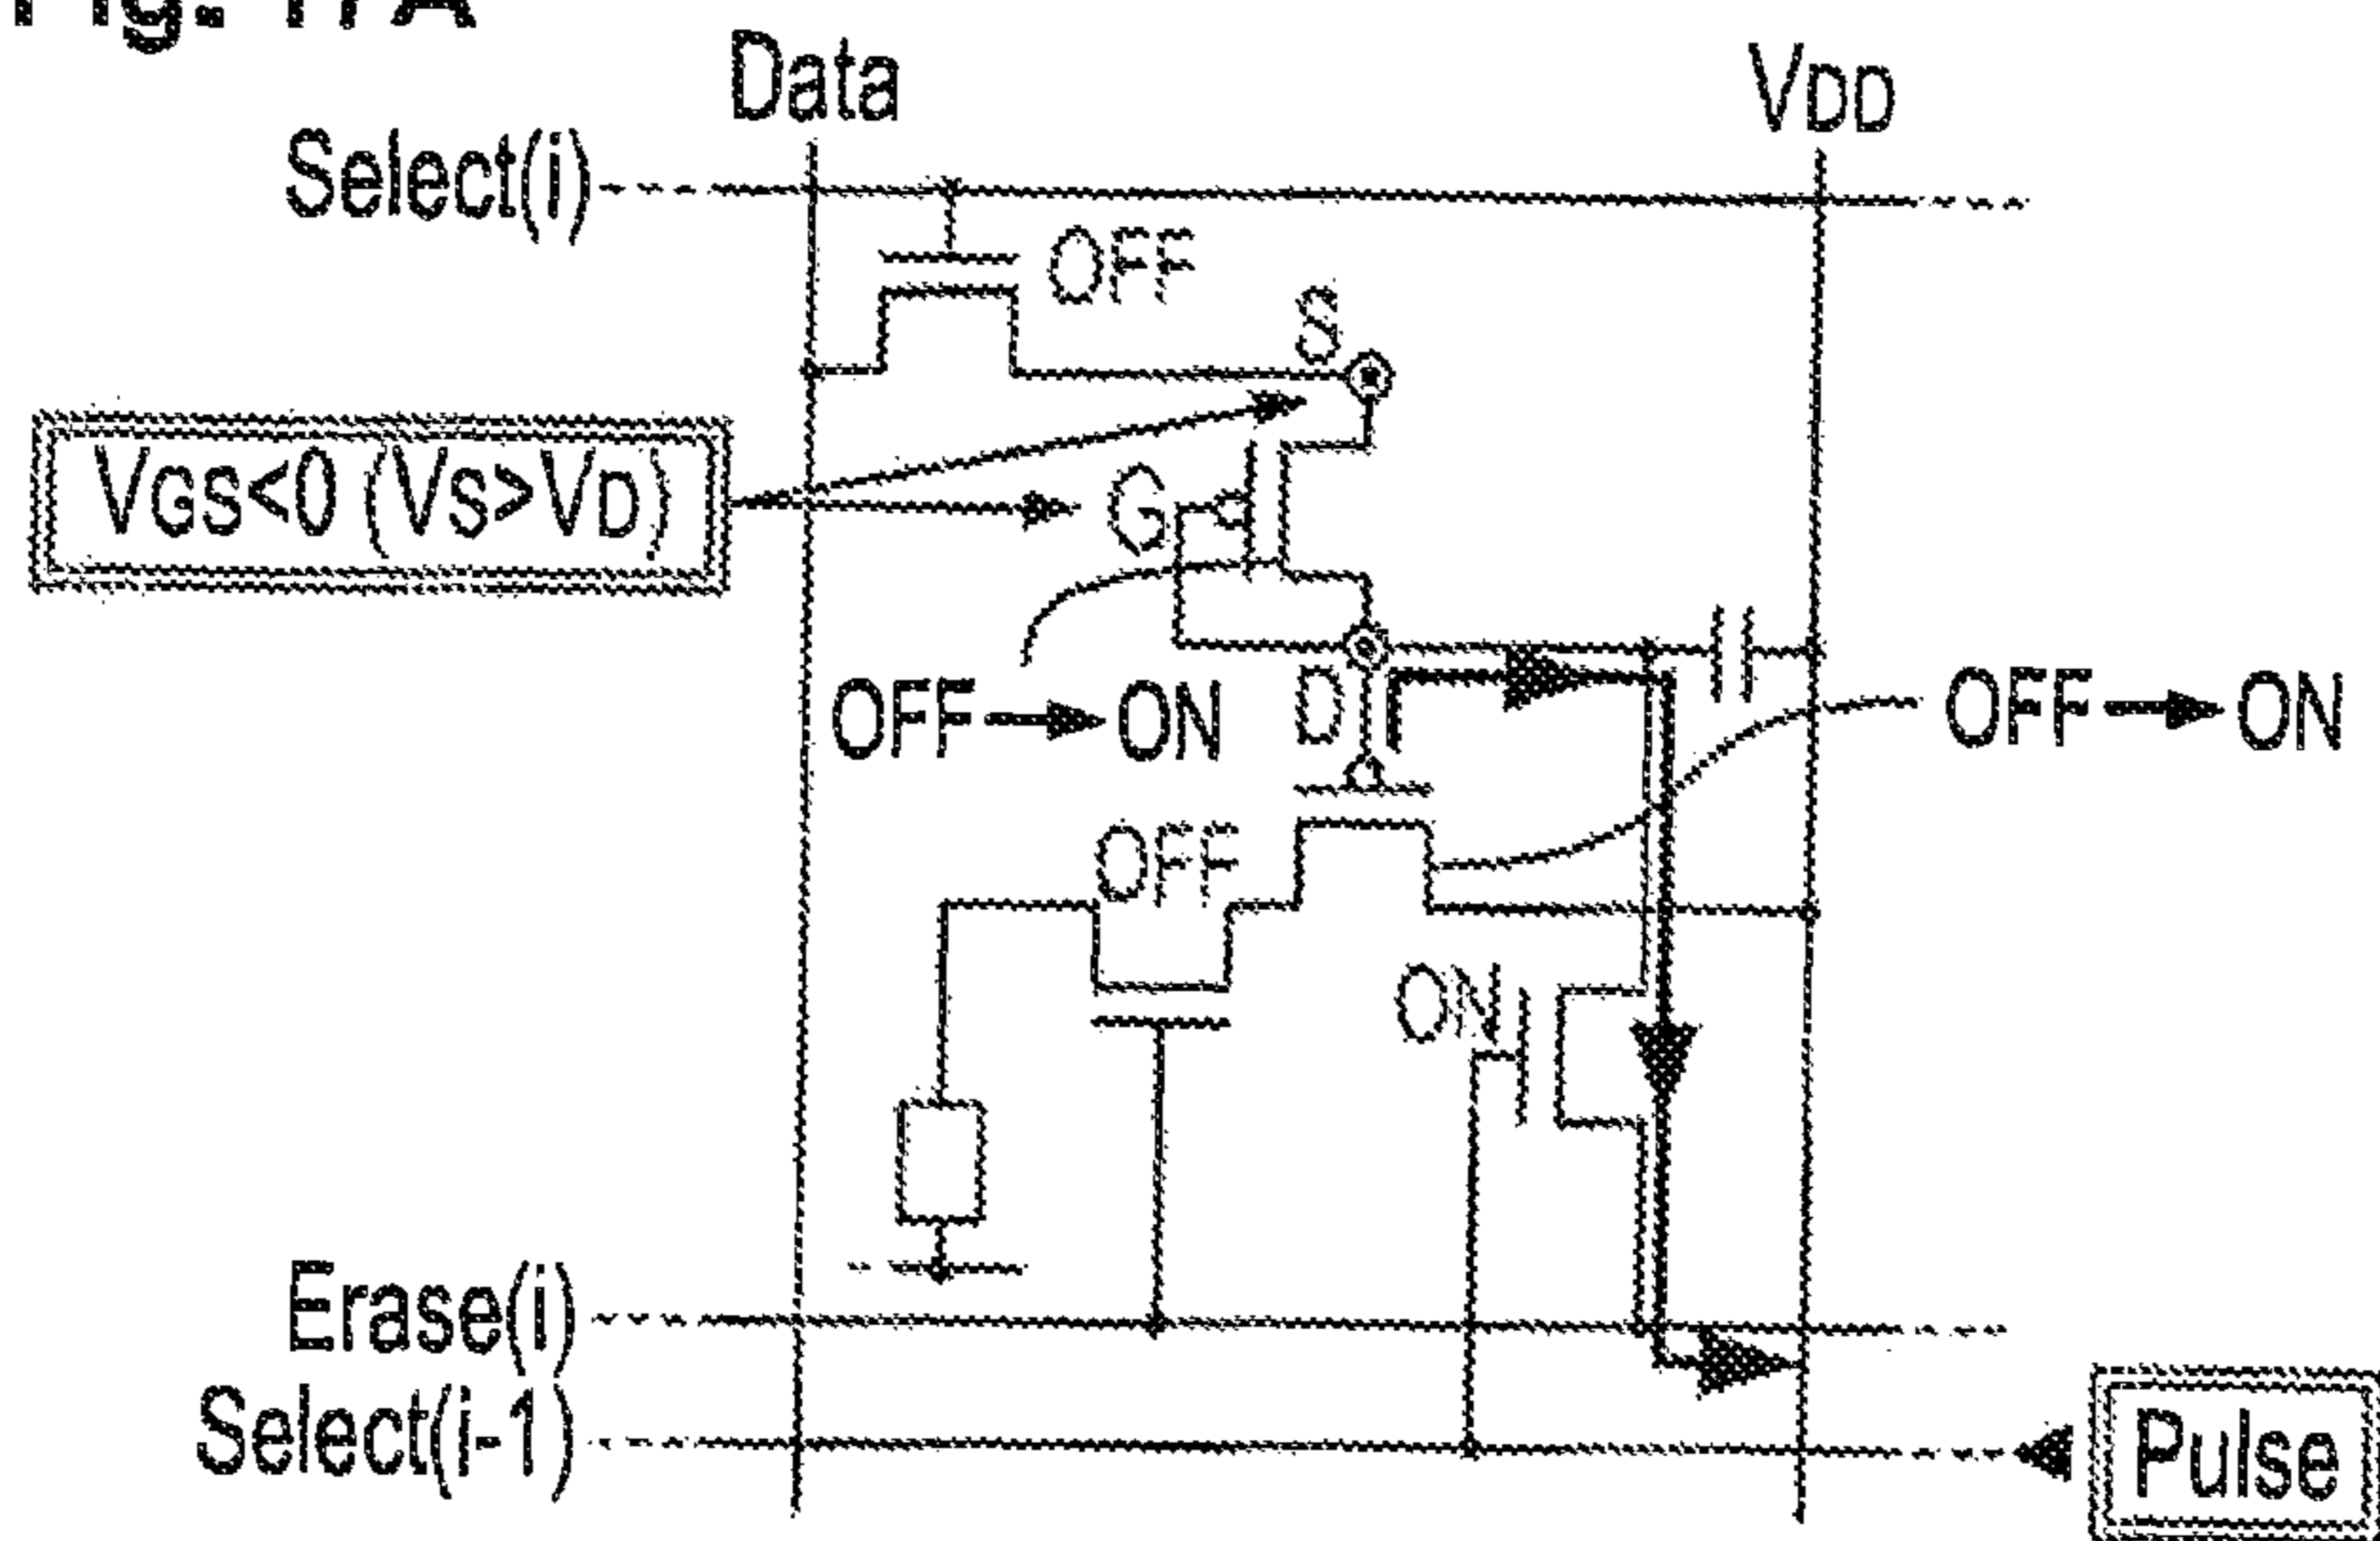 Fig. 17A
Data
VDD
Select(i)
OFF
S
VGS<0 (VS>VD)
G
OFF → ON
D
OFF → ON
OFF
ON
Erase(i)
Select(i-1)
Pulse